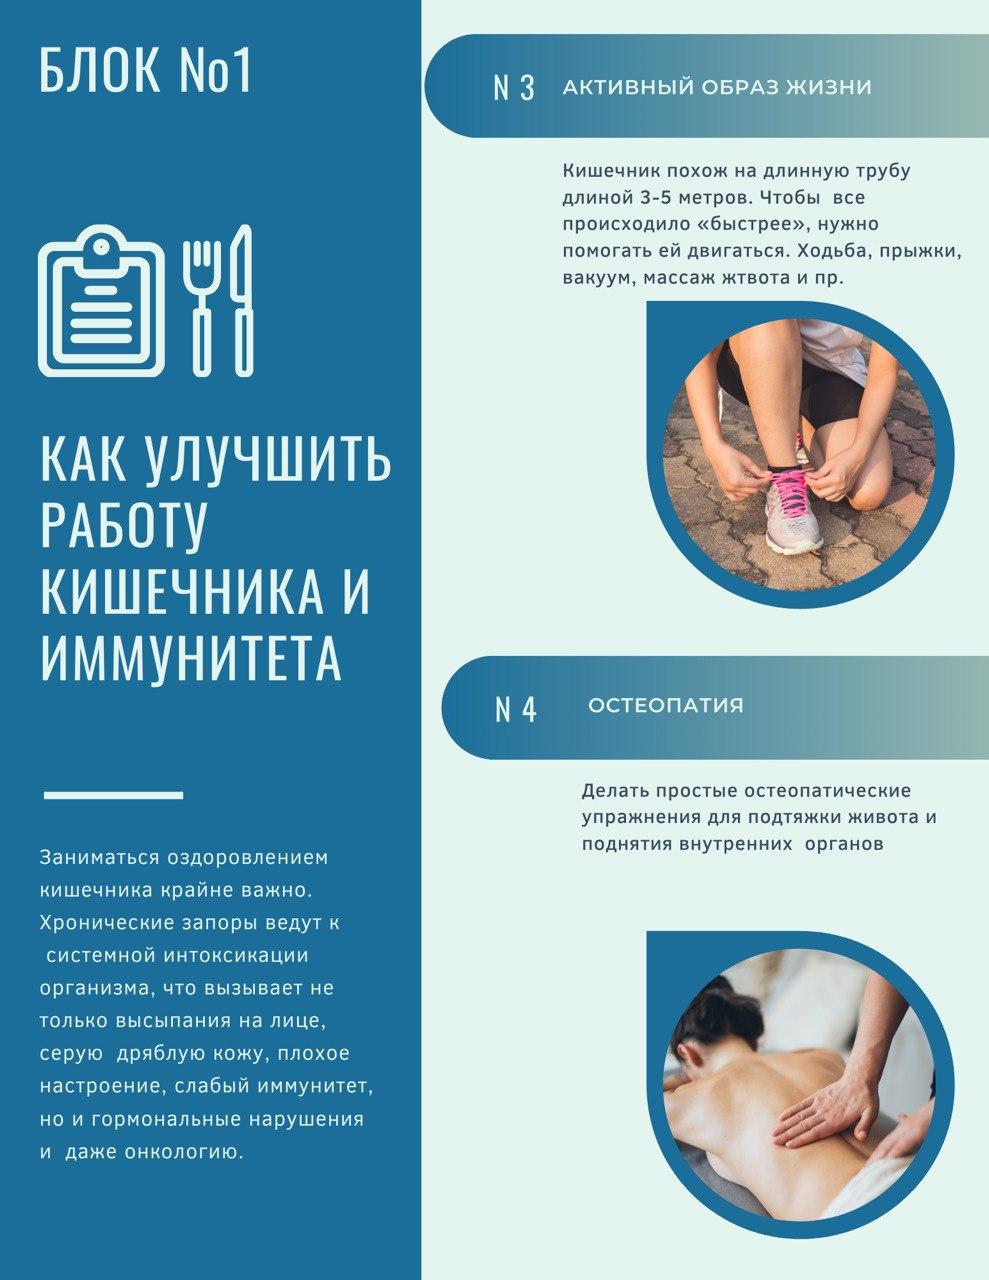 БЛОК №1
КАК УЛУЧШИТЬ
РАБОТУ
КИШЕЧНИКА И
ИММУНИТЕТА
Заниматься оздоровлением
кишечника крайне важно.
Хронические запоры ведут к
системной интоксикации
организма, что вызывает не
только высыпания на лице,
серую дряблую кожу, плохое
настроение, слабый иммунитет,
но и гормональные нарушения
и даже онкологию.
N 3 АКТИВНЫЙ ОБРАЗ ЖИЗНИ
Кишечник похож на длинную трубу
длиной 3-5 метров. Чтобы все
происходило «быстрее», нужно
помогать ей двигаться. Ходьба, прыжки,
вакуум, массаж жтвота и пр.
N 4 ОСТЕОПАТИЯ
Делать простые остеопатические
упражнения для подтяжки живота и
поднятия внутренних органов